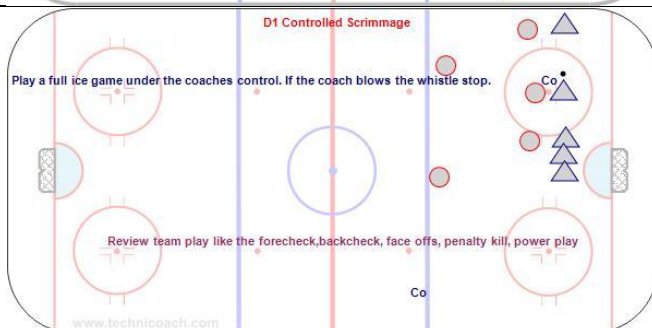 D1 Controlled Scrimmage
Play a full ice game under the coaches control. If the coach blows the whistle stop.
Co
Review team play like the forecheck,backcheck, face offs, penalty kill, power play
Co
www.technicoach.com